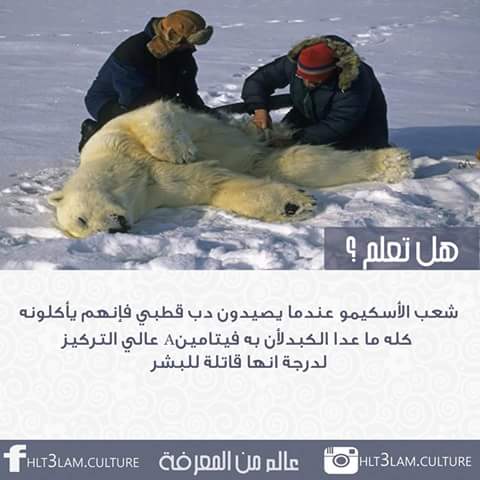 هل تعلم ؟
شعب الأسكيمو عندما يصيدون دب قطبي فإنهم يأكلونه
كله ما عدا الكبدلأن به فيتامينA عالي التركيز
لدرجة انها قاتلة للبشر
HLT3LAM.CULTURE عالم من المعرفة HLT3LAM.CULTURE